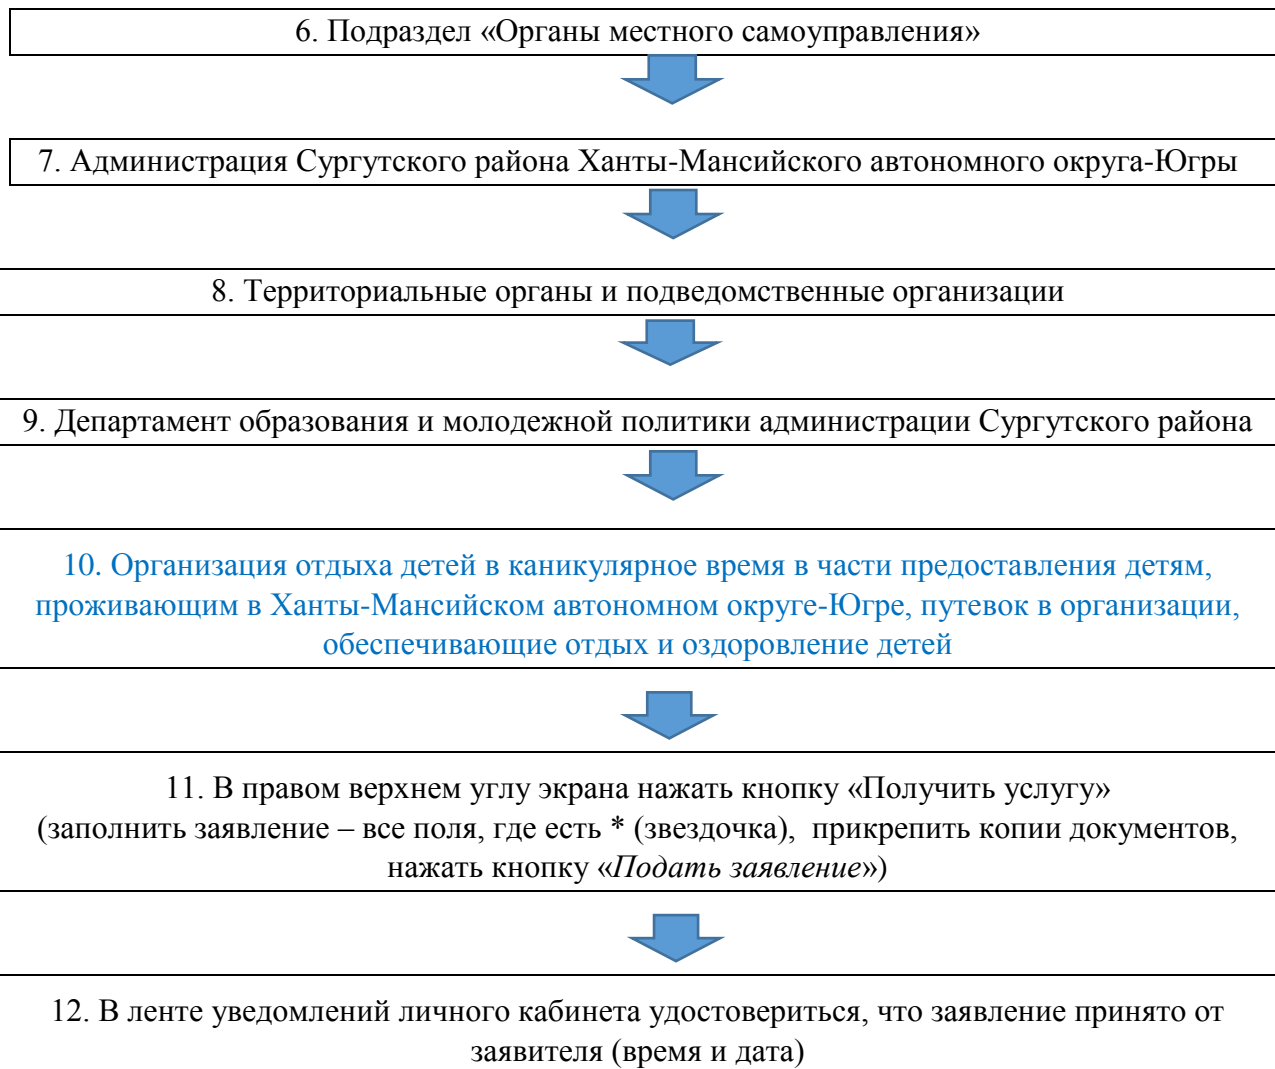 6. Подраздел «Органы местного самоуправления»
7. Администрация Сургутского района Ханты-Мансийского автономного округа-Югры
8. Территориальные органы и подведомственные организации
9. Департамент образования и молодежной политики администрации Сургутского района
10. Организация отдыха детей в каникулярное время в части предоставления детям,
проживающим в Ханты-Мансийском автономном округе-Югре, путевок в организации,
обеспечивающие отдых и оздоровление детей
11. В правом верхнем углу экрана нажать кнопку «Получить услугу»
(заполнить заявление – все поля, где есть * (звездочка), прикрепить копии документов,
нажать кнопку «Подать заявление»)
12. В ленте уведомлений личного кабинета удостовериться, что заявление принято от
заявителя (время и дата)